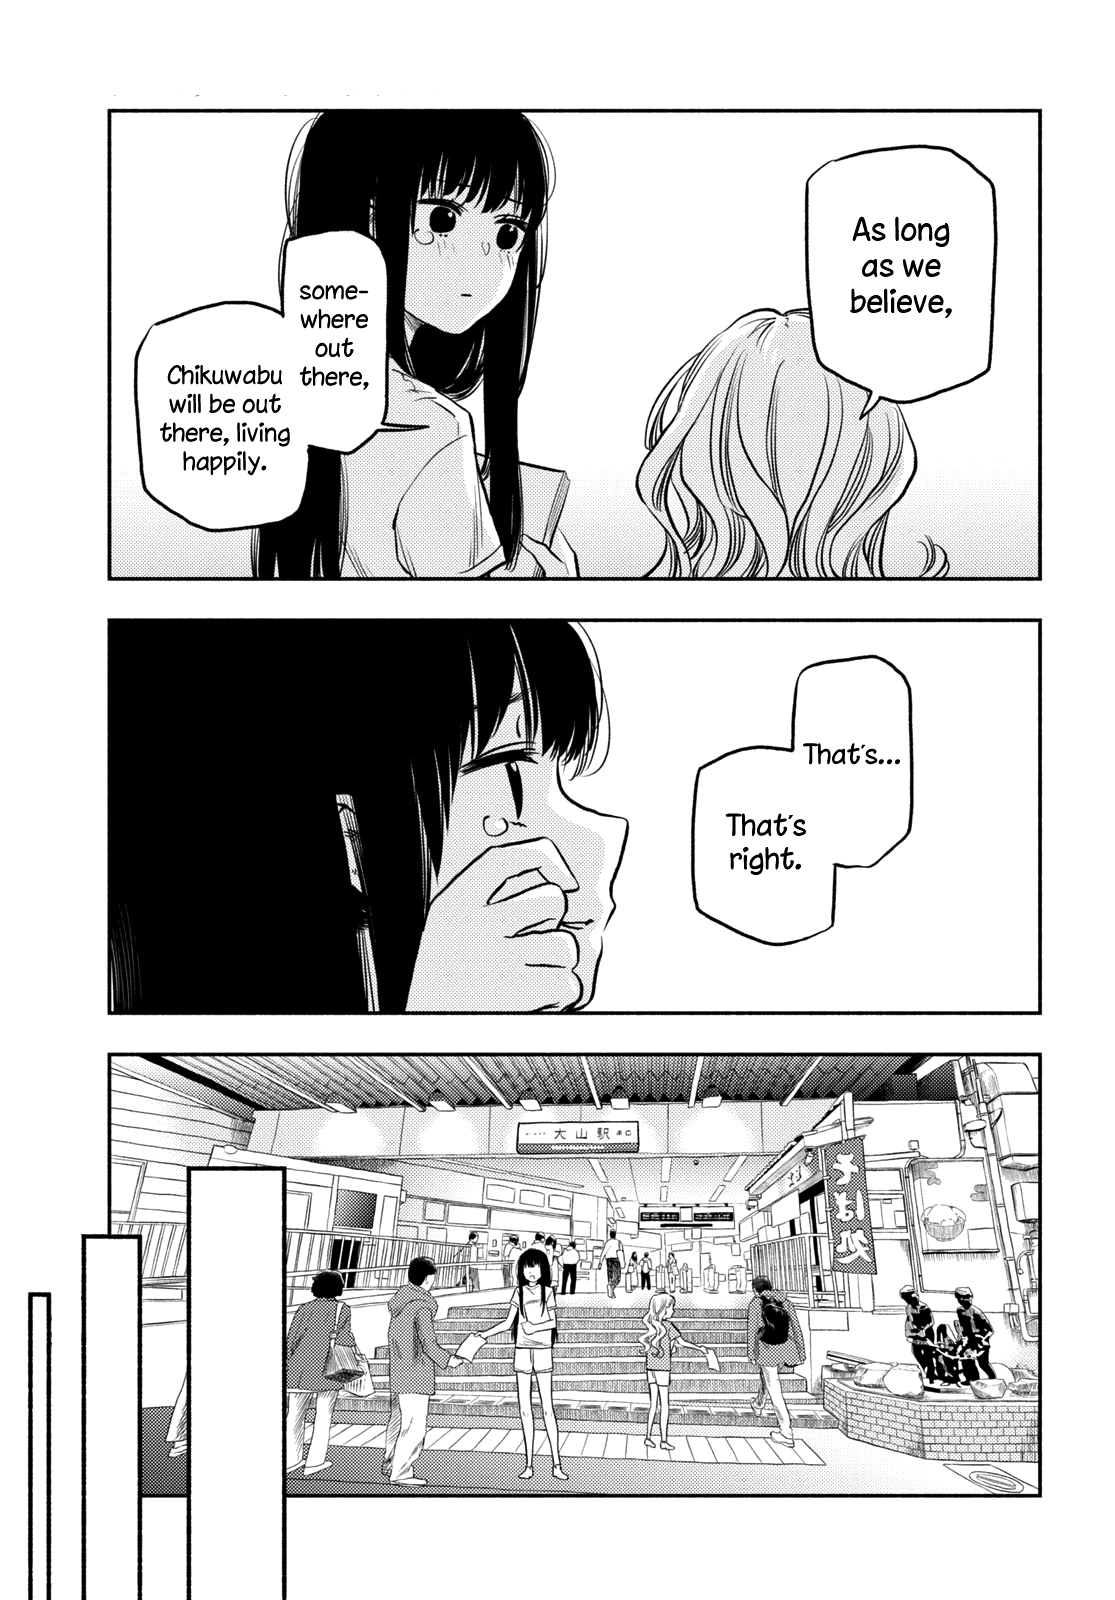 As long
as we
believe,
some-
where
out
there,
Chikuwabu
will be out
there, living
happily.
That's...
That's
right.
大山駅